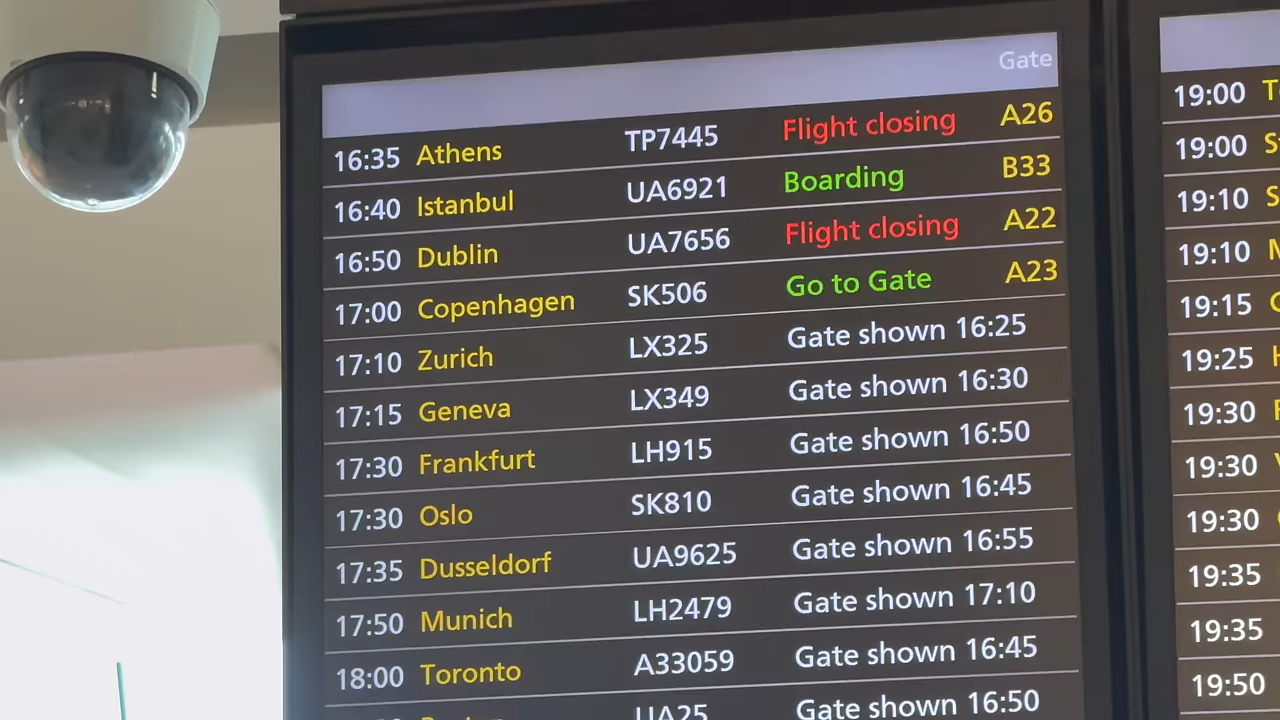 Gate
16:35 Athens TP7445 Flight closing A26
16:40 Istanbul UA6921 Boarding B33
16:50 Dublin UA7656 Flight closing A22
17:00 Copenhagen SK506 Go to Gate A23
17:10 Zurich LX325 Gate shown 16:25
17:15 Geneva LX349 Gate shown 16:30
17:30 Frankfurt LH915 Gate shown 16:50
17:30 Oslo SK810 Gate shown 16:45
17:35 Dusseldorf UA9625 Gate shown 16:55
17:50 Munich LH2479 Gate shown 17:10
18:00 Toronto A33059 Gate shown 16:45
UA25 Gate shown 16:50
19:00
19:00
19:10
19:10
19:15
19:25
19:30
19:30
19:30
19:35
19:35
19:50